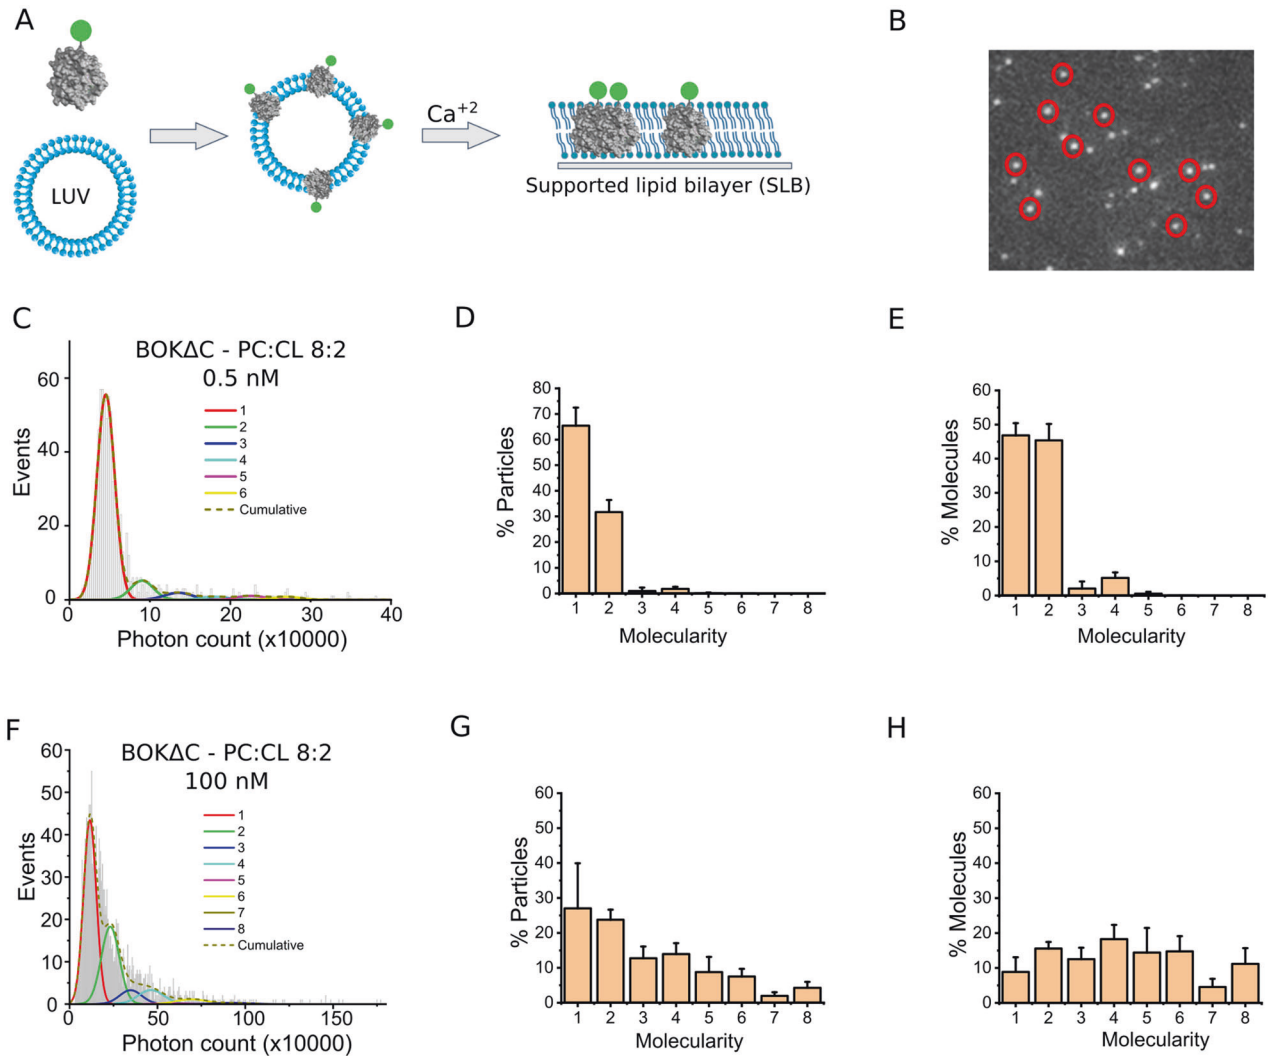 A
B
LUV
Ca+2
Supported lipid bilayer (SLB)
C
BOKΔC - PC:CL 8:2
0.5 nM
1
2
3
4
5
6
Cumulative
Events
60
40
20
0
0 10 20 30 40
Photon count (x10000)
D
% Particles
80
70
60
50
40
30
20
10
0
1 2 3 4 5 6 7 8
Molecularity
E
% Molecules
60
50
40
30
20
10
0
1 2 3 4 5 6 7 8
Molecularity
F
BOKΔC - PC:CL 8:2
100 nM
1
2
3
4
5
6
7
8
Cumulative
Events
60
50
40
30
20
10
0
0 50 100 150
Photon count (x10000)
G
% Particles
60
50
40
30
20
10
0
1 2 3 4 5 6 7 8
Molecularity
H
% Molecules
60
50
40
30
20
10
0
1 2 3 4 5 6 7 8
Molecularity